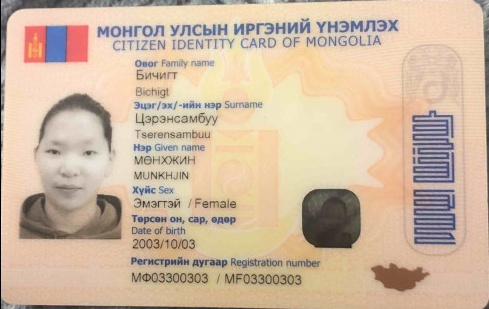 МОНГОЛ УЛСЫН ИРГЭНИЙ ҮНЭМЛЭХ
CITIZEN IDENTITY CARD OF MONGOLIA
Овог Family name
Бичигт
Bichigt
Эцэг/эх/-ийн нэр Surname
Цэрэнсамбуу
Tserensambuu
Нэр Given name
МӨНХЖИН
MUNKHJIN
Хүйс Sex
Эмэгтэй / Female
Төрсөн он, сар, өдөр
Date of birth
2003/10/03
Регистрийн дугаар Registration number
МФ03300303 / MF03300303